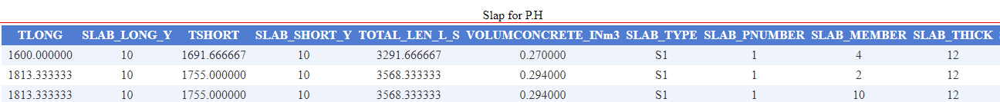 Slap for P.H
TLONG SLAB_LONG_Y TSHORT SLAB_SHORT_Y TOTAL_LEN_L_S VOLUMCONCRETE_INm3 SLAB_TYPE SLAB_PNUMBER SLAB_MEMBER SLAB_THICK
1600.000000 10 1691.666667 10 3291.666667 0.270000 S1 1 4 12
1813.333333 10 1755.000000 10 3568.333333 0.294000 S1 1 2 12
1813.333333 10 1755.000000 10 3568.333333 0.294000 S1 1 10 12